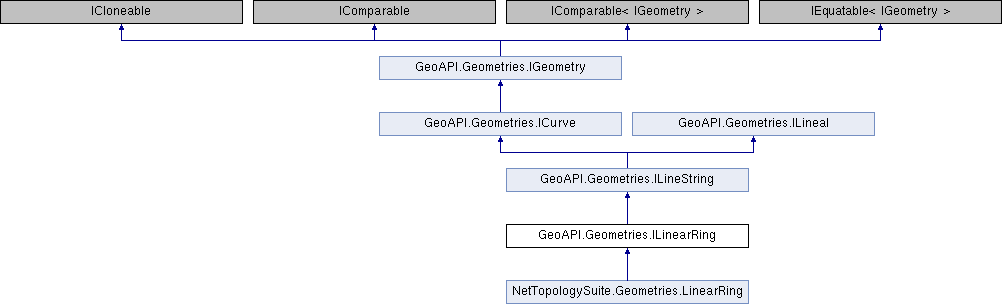 ICloneable
IComparable
IComparable< IGeometry >
IEquatable< IGeometry >
GeoAPI.Geometries.IGeometry
GeoAPI.Geometries.ICurve
GeoAPI.Geometries.ILineal
GeoAPI.Geometries.ILineString
GeoAPI.Geometries.ILinearRing
NetTopologySuite.Geometries.LinearRing